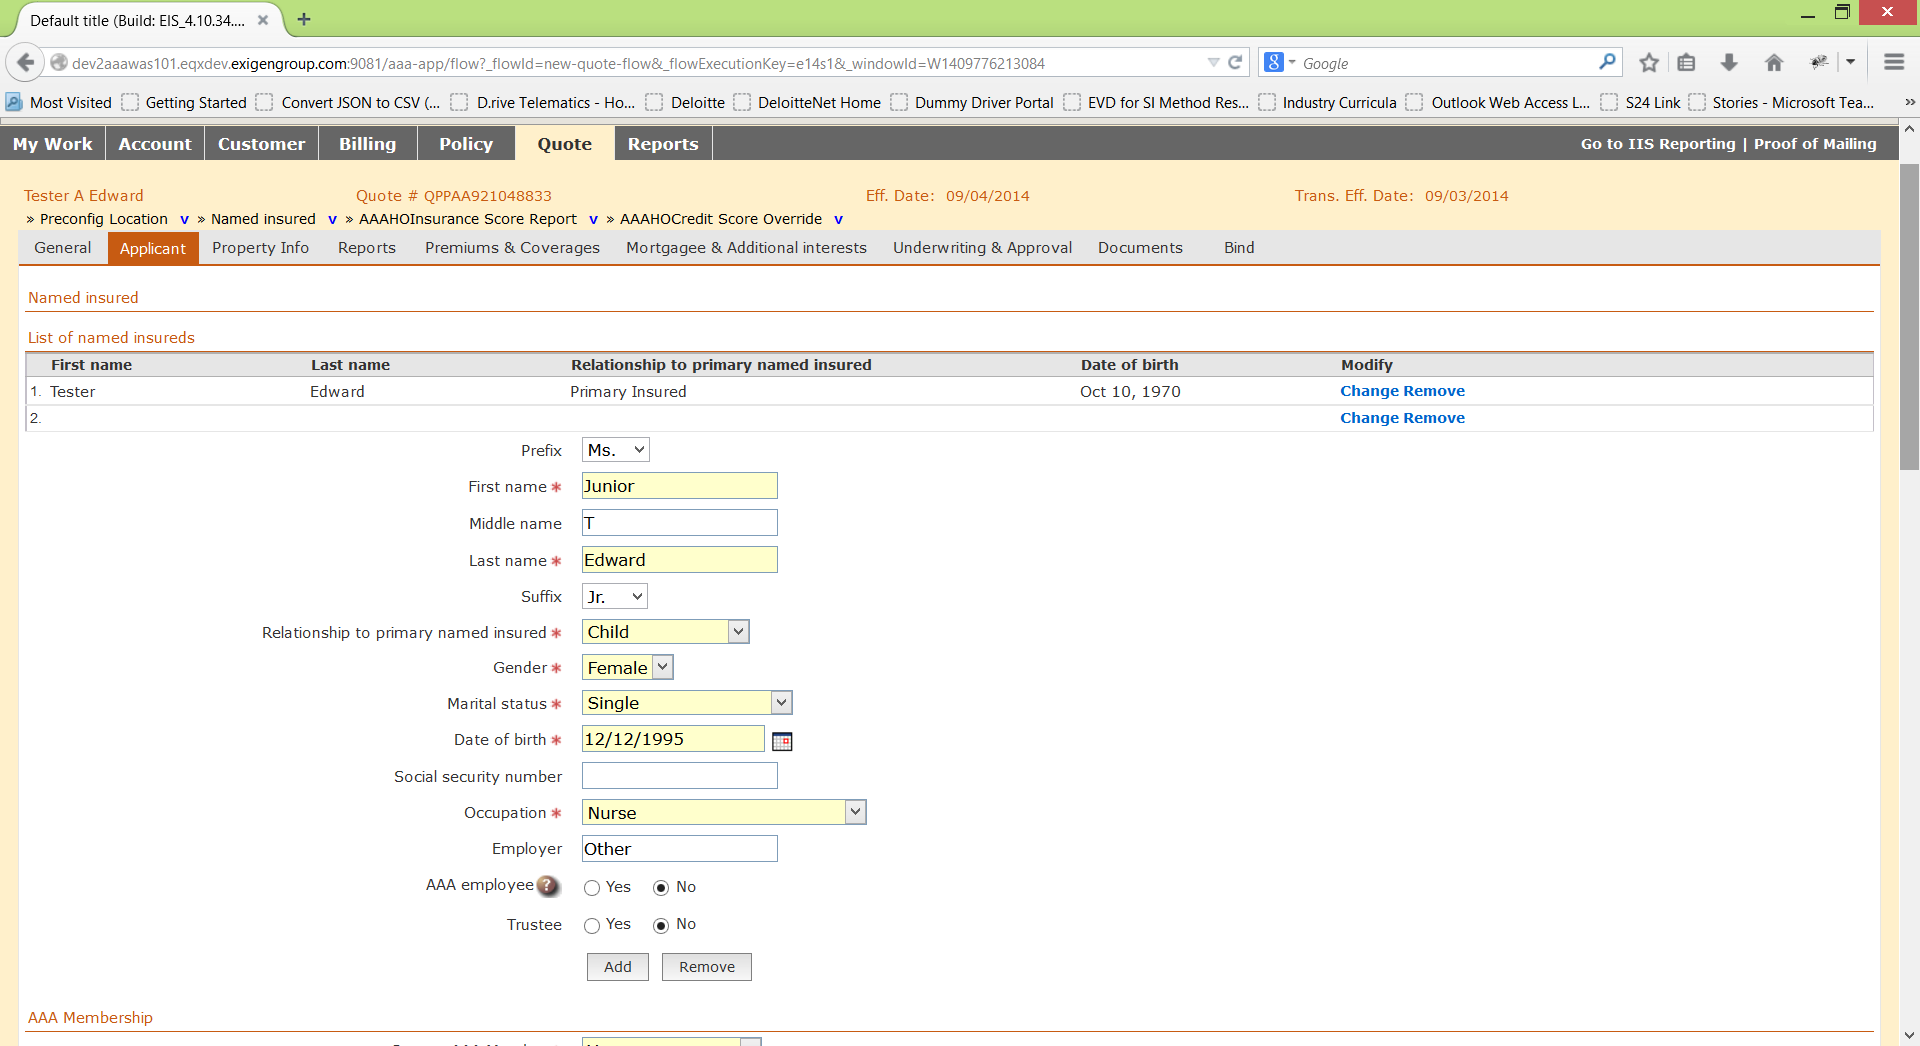 Default title (Build: EIS_4.10.34....
dev2aaawas101.eqxdev.exigengroup.com:9081/aaa-app/flow?_flowId=new-quote-flow&_flowExecutionKey=e14s1&_windowId=W1409776213084
8 Google
Most Visited Getting Started Convert JSON to CSV (... D.rive Telematics - Ho... Deloitte DeloitteNet Home Dummy Driver Portal EVD for SI Method Res... Industry Curricula Outlook Web Access L... S24 Link Stories - Microsoft Tea... »
My Work Account Customer Billing Policy Quote Reports Go to IIS Reporting | Proof of Mailing
Tester A Edward Quote # QPPAA921048833 Eff. Date: 09/04/2014 Trans. Eff. Date: 09/03/2014
» Preconfig Location v » Named insured v » AAAHOInsurance Score Report v » AAAHOCredit Score Override v
General Applicant Property Info Reports Premiums & Coverages Mortgagee & Additional interests Underwriting & Approval Documents Bind
Named insured
List of named insureds
First name Last name Relationship to primary named insured Date of birth Modify
1. Tester Edward Primary Insured Oct 10, 1970 Change Remove
2. Change Remove
Prefix Ms.
First name * Junior
Middle name T
Last name * Edward
Suffix Jr.
Relationship to primary named insured * Child
Gender * Female
Marital status * Single
Date of birth * 12/12/1995
Social security number
Occupation * Nurse
Employer Other
AAA employee ? Yes No
Trustee Yes No
Add Remove
AAA Membership